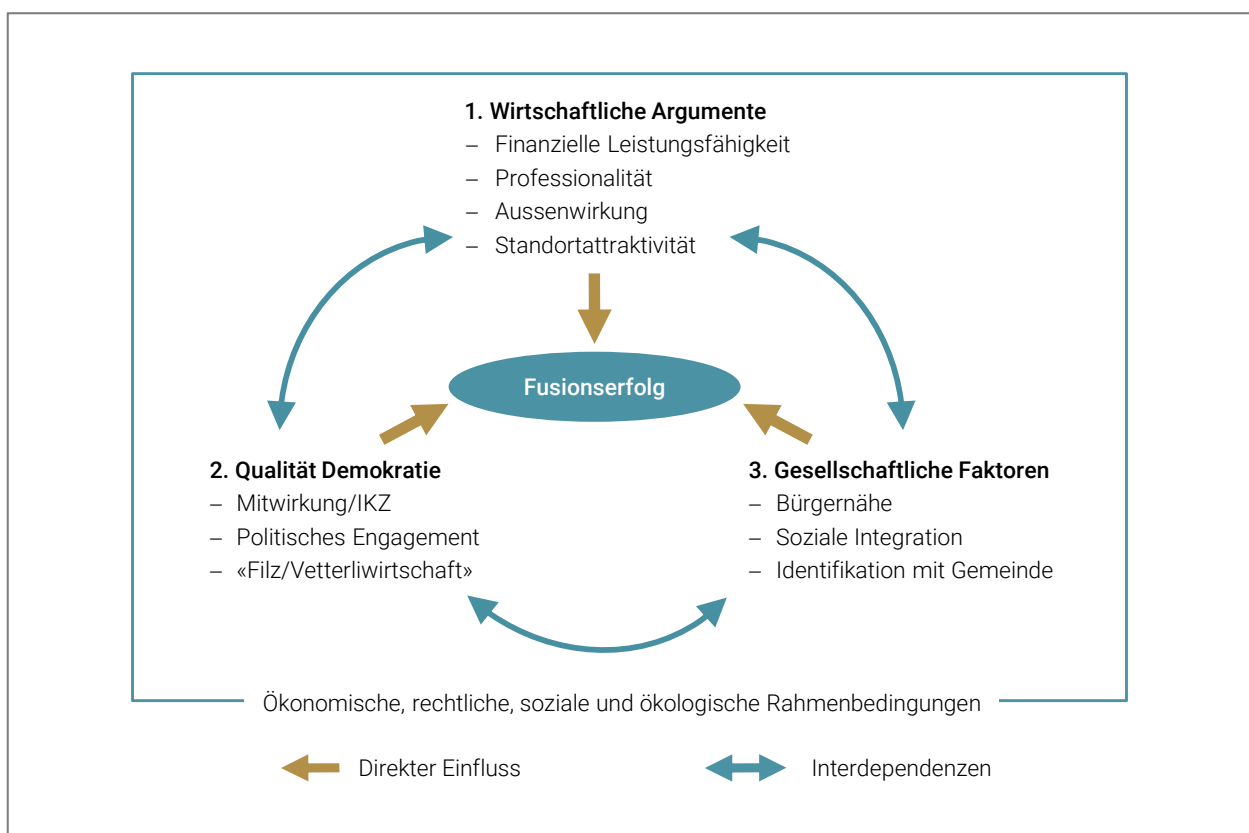 1. Wirtschaftliche Argumente
– Finanzielle Leistungsfähigkeit
– Professionalität
– Aussenwirkung
– Standortattraktivität
Fusionserfolg
2. Qualität Demokratie
– Mitwirkung/IKZ
– Politisches Engagement
– «Filz/Vetterliwirtschaft»
3. Gesellschaftliche Faktoren
– Bürgernähe
– Soziale Integration
– Identifikation mit Gemeinde
Ökonomische, rechtliche, soziale und ökologische Rahmenbedingungen
Direkter Einfluss
Interdependenzen